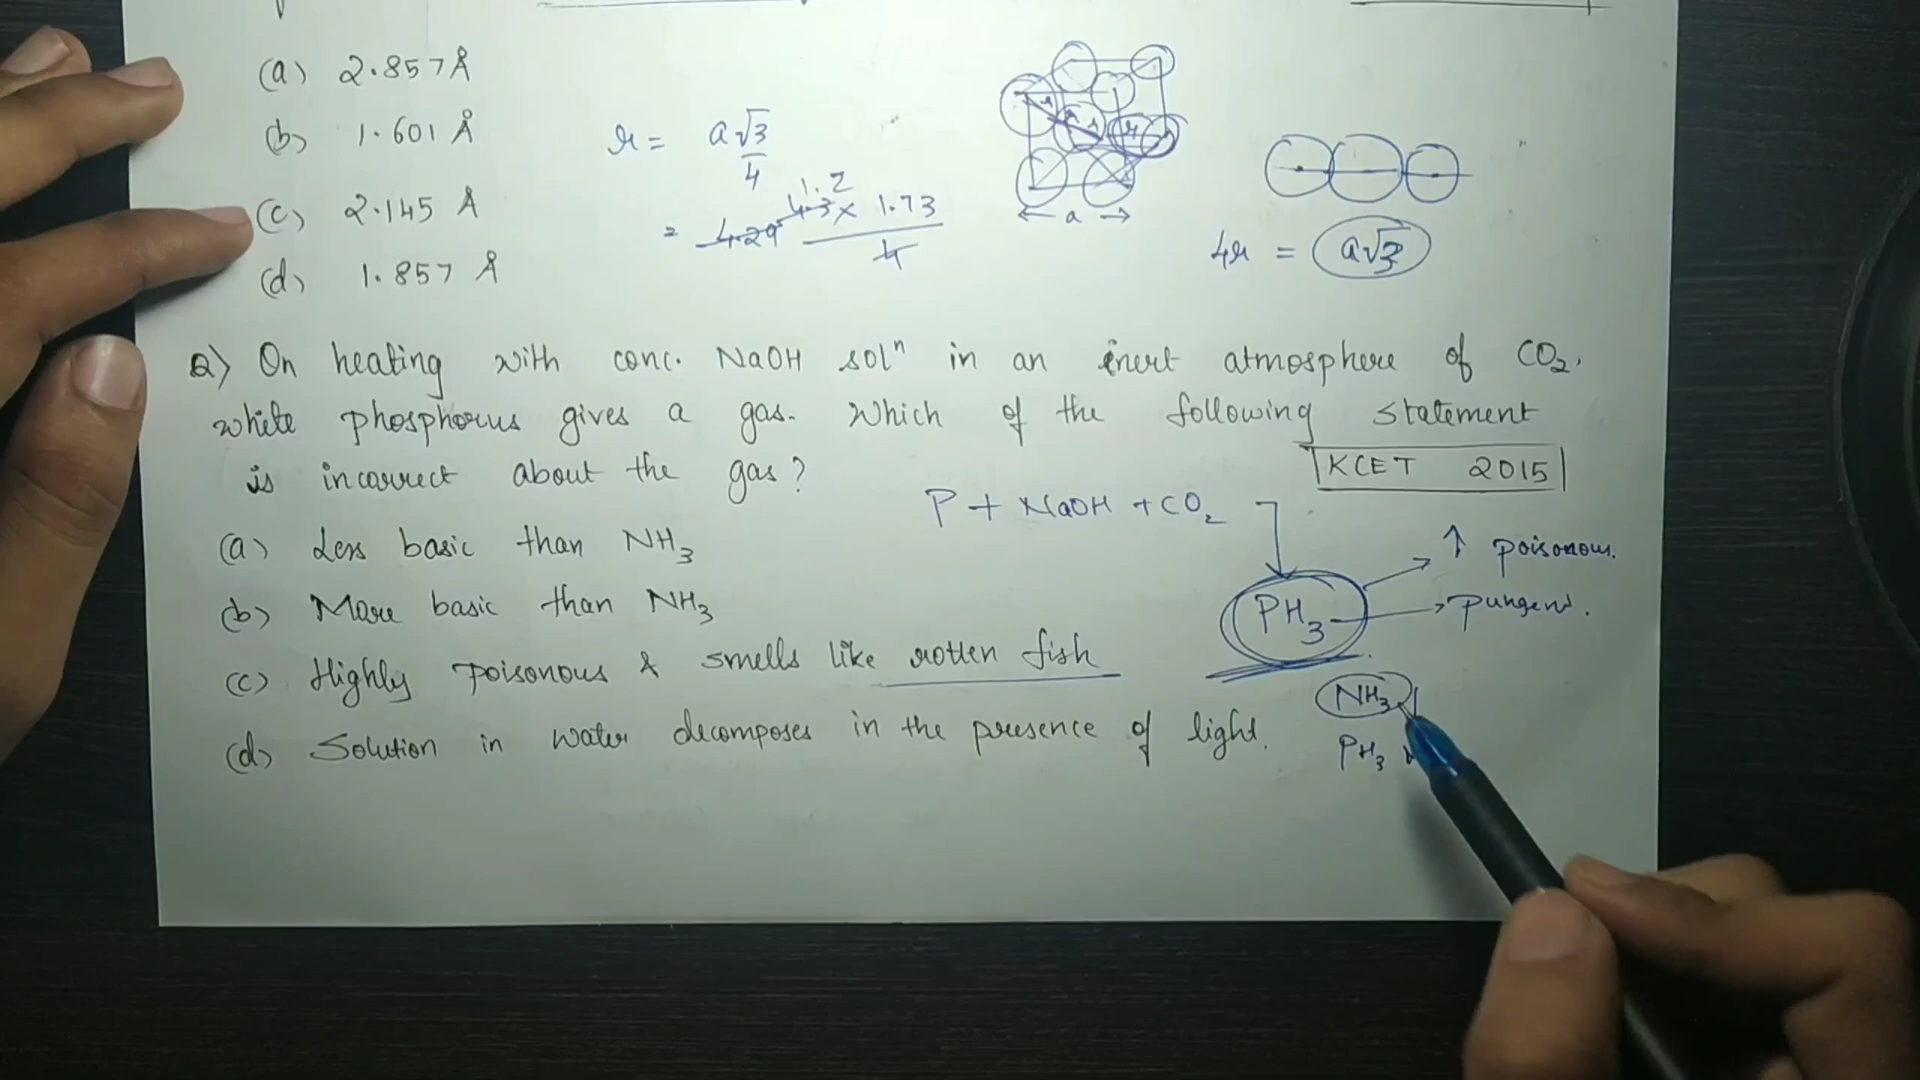 (a) 2.857 Å
(b) 1.601 Å
(c) 2.145 Å
(d) 1.857 Å
r = a√3
4
1.2
= 4.29 4.3 x 1.73
4
r r
a
4r = a√3
Q) On heating with conc. NaOH solⁿ in an inert atmosphere of CO₂,
white phosphorus gives a gas. Which of the following statement
is incorrect about the gas?
KCET 2015
P + NaOH + CO₂
(a) Less basic than NH₃
(b) More basic than NH₃
(c) Highly poisonous & smells like rotten fish
(d) Solution in water decomposes in the presence of light.
PH₃
↑ poisonous.
→ pungent.
NH₃
PH₃